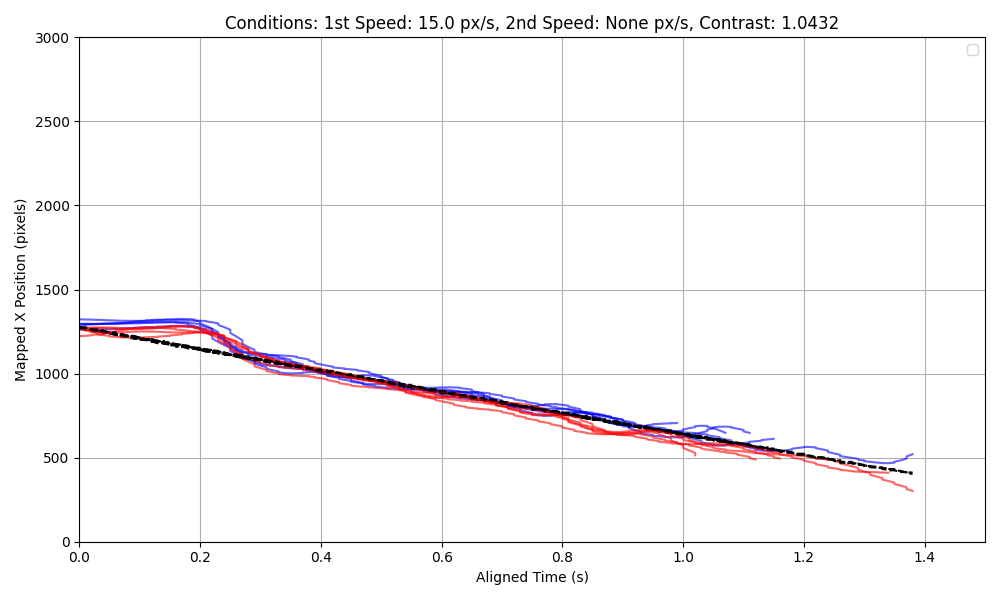 Conditions: 1st Speed: 15.0 px/s, 2nd Speed: None px/s, Contrast: 1.0432
3000
2500
2000
1500
1000
500
0
Mapped X Position (pixels)
0.0 0.2 0.4 0.6 0.8 1.0 1.2 1.4
Aligned Time (s)